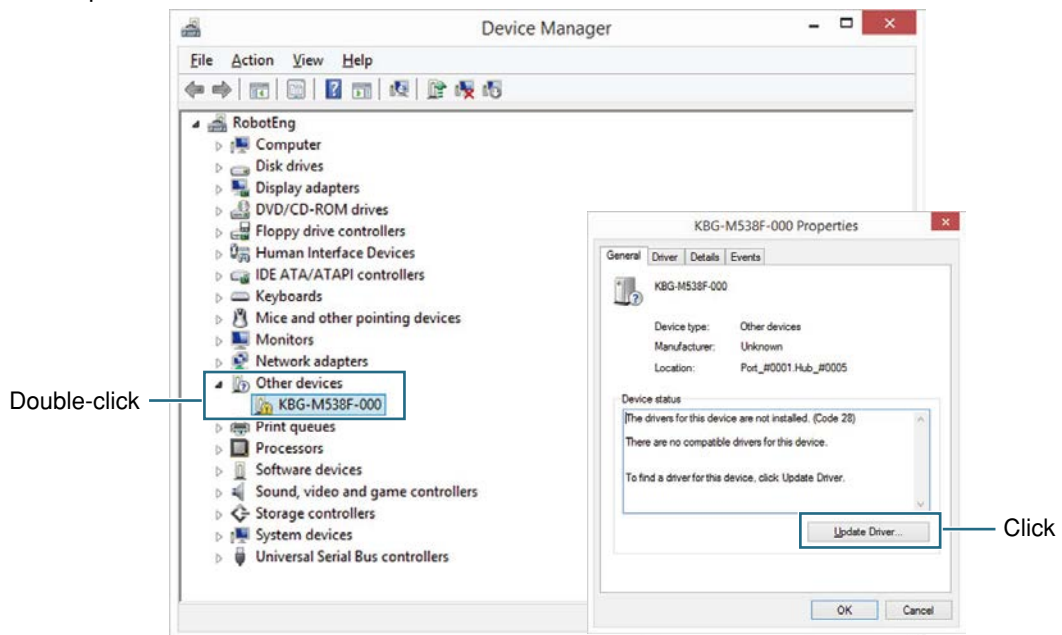 Device Manager
File Action View Help
RobotEng
Computer
Disk drives
Display adapters
DVD/CD-ROM drives
Floppy drive controllers
Human Interface Devices
IDE ATA/ATAPI controllers
Keyboards
Mice and other pointing devices
Monitors
Network adapters
Other devices
KBG-M538F-000
Print queues
Processors
Software devices
Sound, video and game controllers
Storage controllers
System devices
Universal Serial Bus controllers
Double-click
KBG-M538F-000 Properties
General Driver Details Events
KBG-M538F-000
Device type: Other devices
Manufacturer: Unknown
Location: Port_#0001.Hub_#0005
Device status
The drivers for this device are not installed. (Code 28)
There are no compatible drivers for this device.
To find a driver for this device, click Update Driver.
Update Driver...
Click
OK Cancel